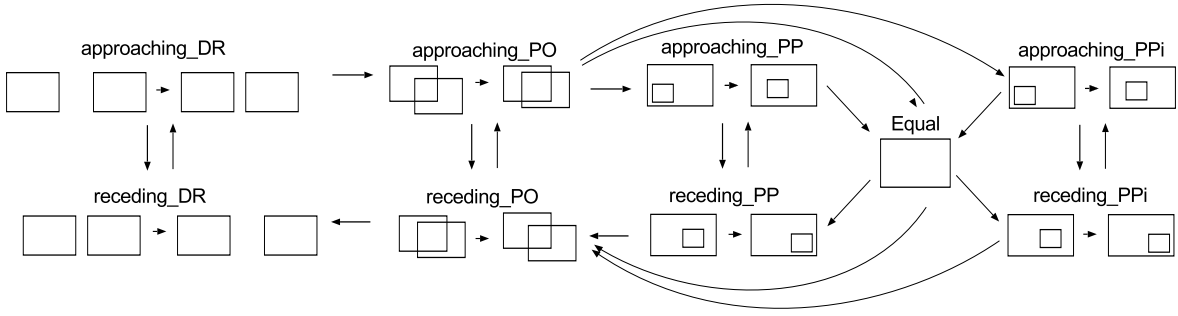 approaching_DR
approaching_PO
approaching_PP
approaching_PPi
Equal
receding_DR
receding_PO
receding_PP
receding_PPi